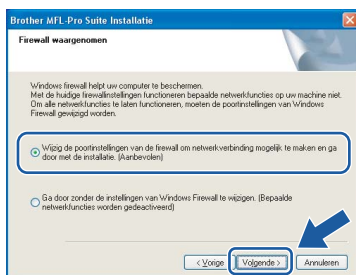 Brother MFL-Pro Suite Installatie
Firewall waargenomen
Windows firewall helpt uw computer te beschermen.
Met de huidige firewallinstellingen functioneren bepaalde netwerkfuncties op uw machine niet.
Om alle netwerkfuncties te laten functioneren, moeten de poortinstellingen van Windows
Firewall gewijzigd worden.
Wijzig de poortinstellingen van de firewall om netwerkverbinding mogelijk te maken en ga
door met de installatie. (Aanbevolen)
Ga door zonder de instellingen van Windows Firewall te wijzigen. (Bepaalde
netwerkfuncties worden gedeactiveerd)
< Vorige
Volgende >
Annuleren